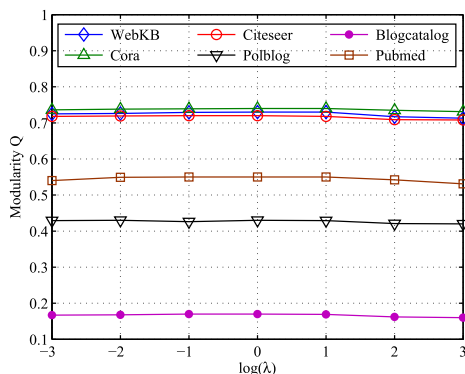 1
0.9
0.8
0.7
0.6
0.5
0.4
0.3
0.2
0.1
Modularity Q
WebKB Citeseer Blogcatalog
Cora Polblog Pubmed
−3 −2 −1 0 1 2 3
log(λ)